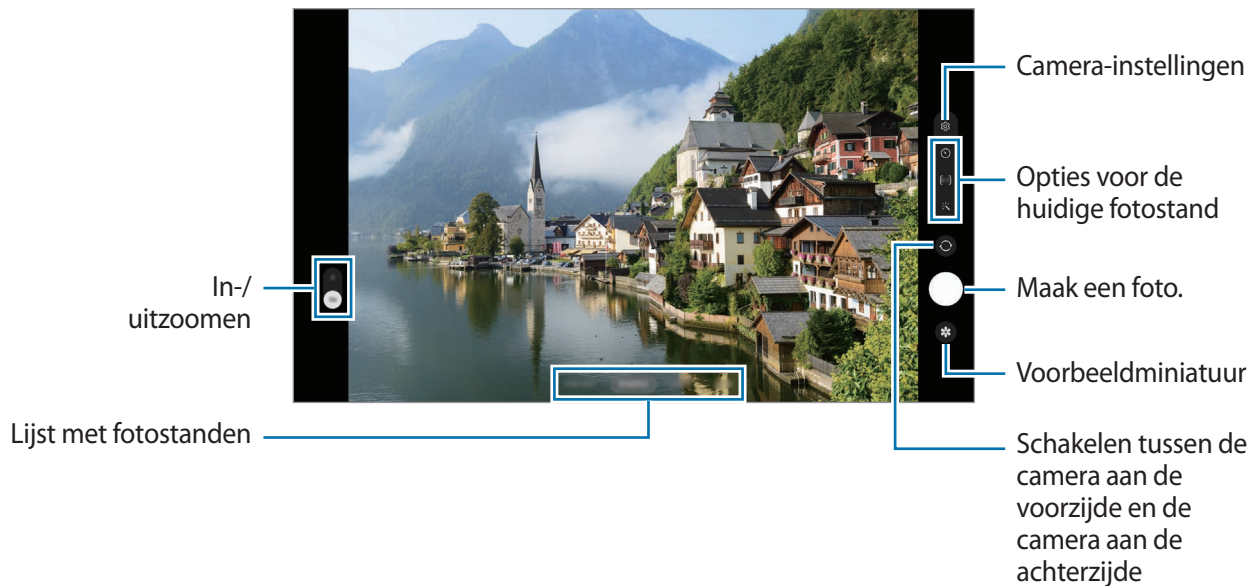 Camera-instellingen
Opties voor de
huidige fotostand
In-/
uitzoomen
Maak een foto.
Voorbeeldminiatuur
Lijst met fotostanden
Schakelen tussen de
camera aan de
voorzijde en de
camera aan de
achterzijde